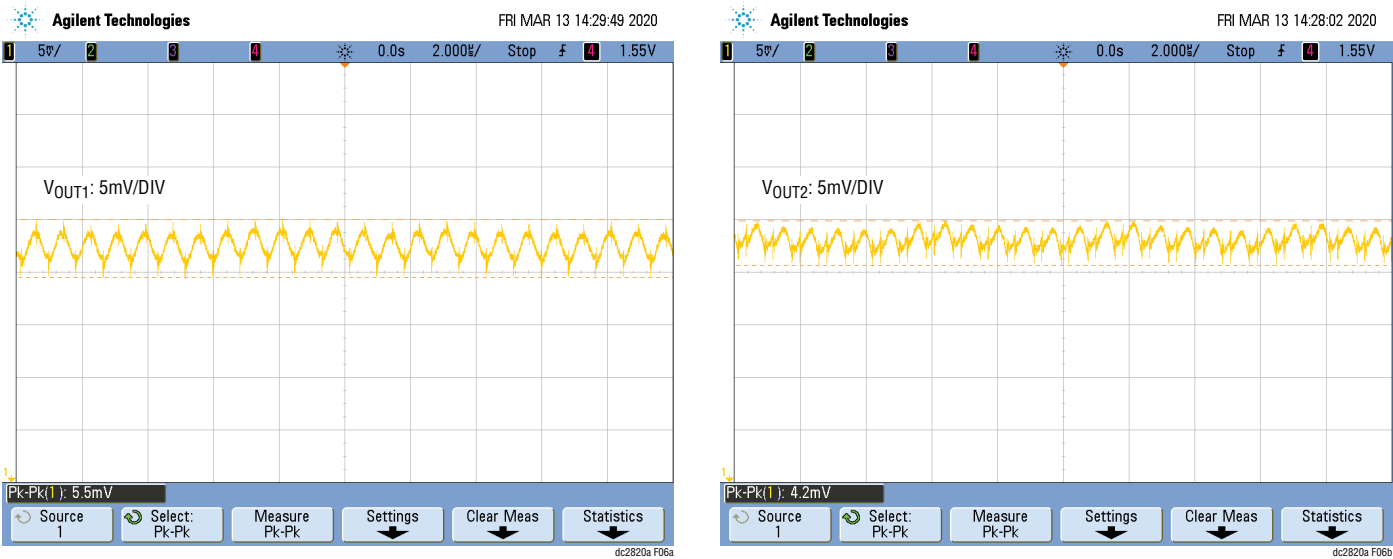 Agilent Technologies FRI MAR 13 14:29:49 2020
1 5mV/ 2 3 4 0.0s 2.000µs/ Stop 4 1.55V
VOUT1: 5mV/DIV
1
Pk-Pk(1): 5.5mV
Source
1
Select:
Pk-Pk
Measure
Pk-Pk
Settings
Clear Meas
Statistics
dc2820a F06a
Agilent Technologies FRI MAR 13 14:28:02 2020
1 5mV/ 2 3 4 0.0s 2.000µs/ Stop 4 1.55V
VOUT2: 5mV/DIV
1
Pk-Pk(1): 4.2mV
Source
1
Select:
Pk-Pk
Measure
Pk-Pk
Settings
Clear Meas
Statistics
dc2820a F06b